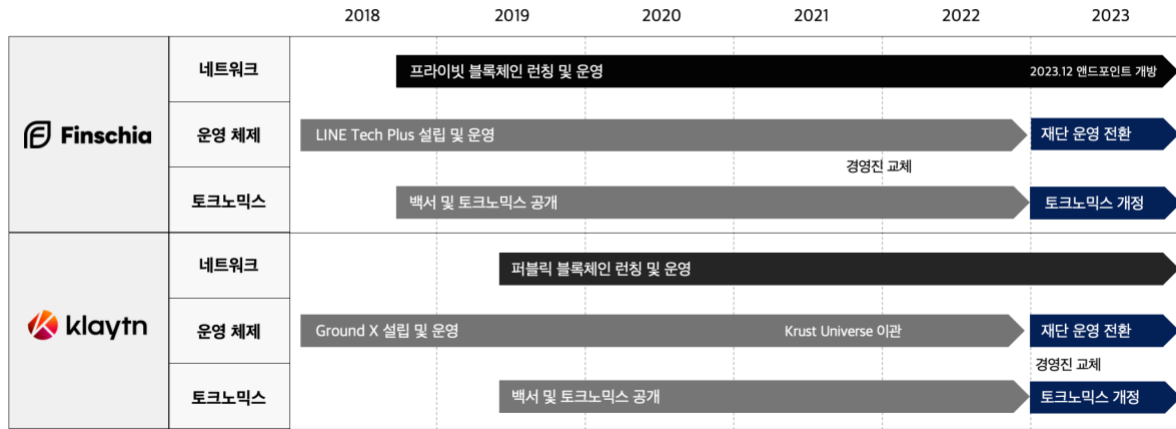 2018 2019 2020 2021 2022 2023
네트워크 프라이빗 블록체인 런칭 및 운영 2023.12 앤드포인트 개방
Finschia 운영 체제 LINE Tech Plus 설립 및 운영 재단 운영 전환
경영진 교체
토크노믹스 백서 및 토크노믹스 공개 토크노믹스 개정
네트워크 퍼블릭 블록체인 런칭 및 운영
klaytn 운영 체제 Ground X 설립 및 운영 Krust Universe 이관 재단 운영 전환
경영진 교체
토크노믹스 백서 및 토크노믹스 공개 토크노믹스 개정